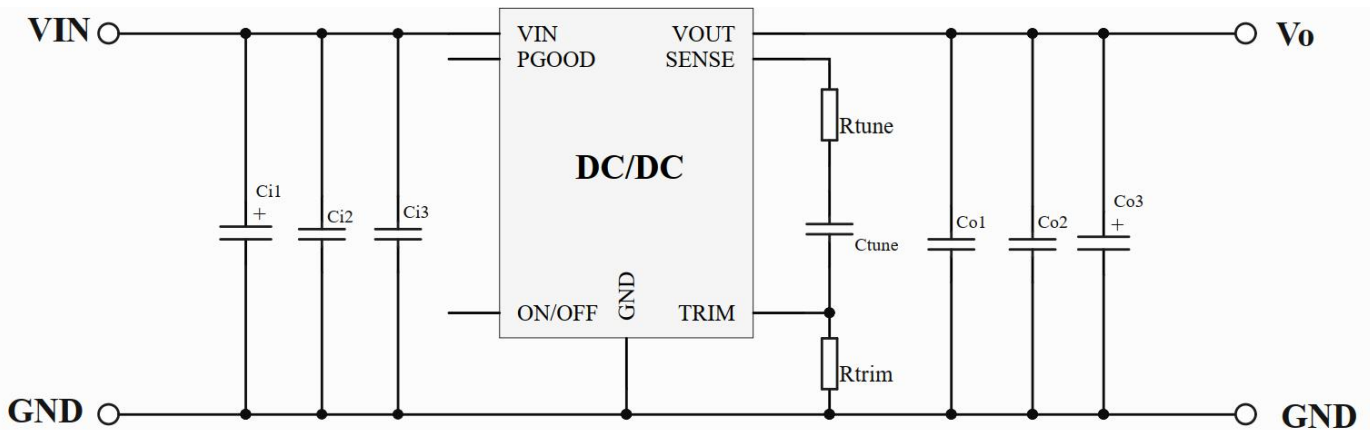 VIN
VIN
VOUT
Vo
PGOOD
SENSE
Rtune
DC/DC
Ci1
+
Ci2
Ci3
Ctune
Co1
Co2
Co3
+
ON/OFF
GND
TRIM
Rtrim
GND
GND